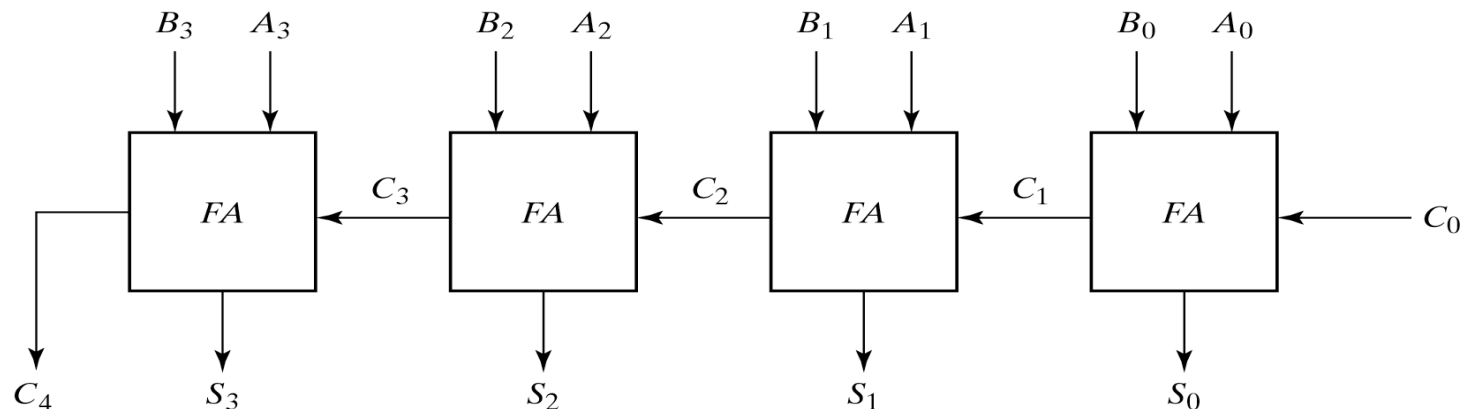 B₃ A₃ B₂ A₂ B₁ A₁ B₀ A₀
FA C₃ FA C₂ FA C₁ FA C₀
C₄ S₃ S₂ S₁ S₀